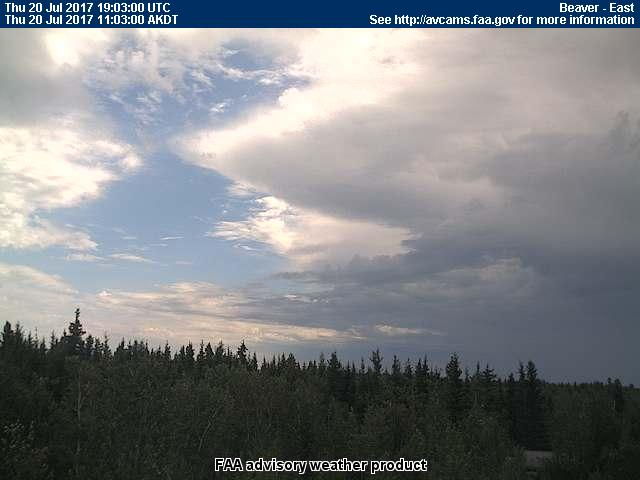 Thu 20 Jul 2017 19:03:00 UTC
Beaver - East
Thu 20 Jul 2017 11:03:00 AKDT
See http://avcams.faa.gov for more information
FAA advisory weather product